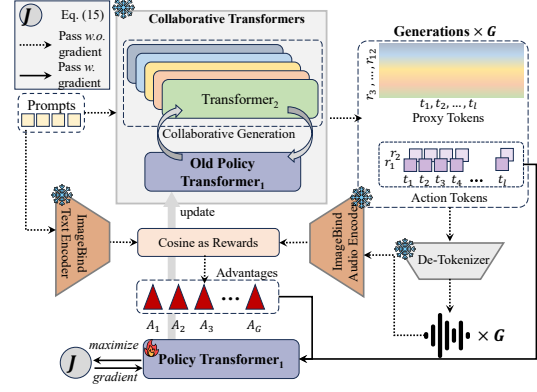 J Eq. (15)
Pass w.o.
gradient
Pass w.
gradient
Collaborative Transformers
Transformer2
Collaborative Generation
Old Policy
Transformer1
Generations × G
r3 , ... , r12
t1, t2, ... , tl
Proxy Tokens
r2
r1
t1 t2 t3 t4 ... tl
Action Tokens
Prompts
update
ImageBind
Text Encoder
Cosine as Rewards
ImageBind
Audio Encoder
De-Tokenizer
Advantages
...
A1 A2 A3 AG
× G
maximize
J
gradient
Policy Transformer1